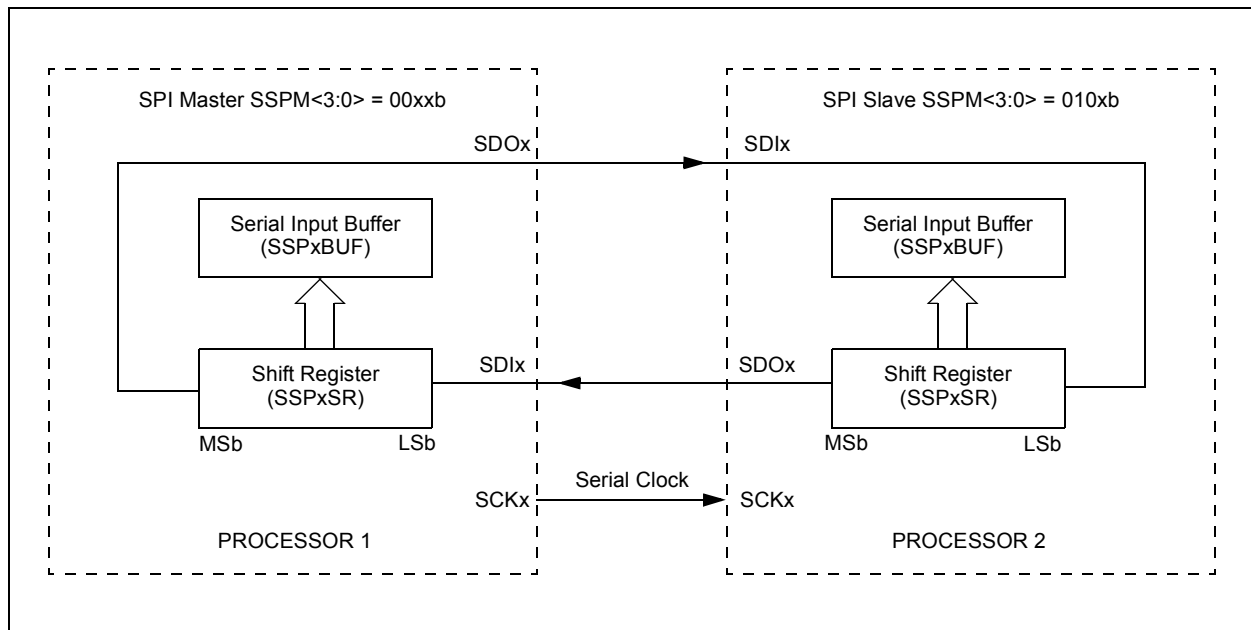 SPI Master SSPM<3:0> = 00xxb
SPI Slave SSPM<3:0> = 010xb
SDOx
SDIx
Serial Input Buffer
(SSPxBUF)
Serial Input Buffer
(SSPxBUF)
SDIx
SDOx
Shift Register
(SSPxSR)
Shift Register
(SSPxSR)
MSb
LSb
MSb
LSb
Serial Clock
SCKx
SCKx
PROCESSOR 1
PROCESSOR 2